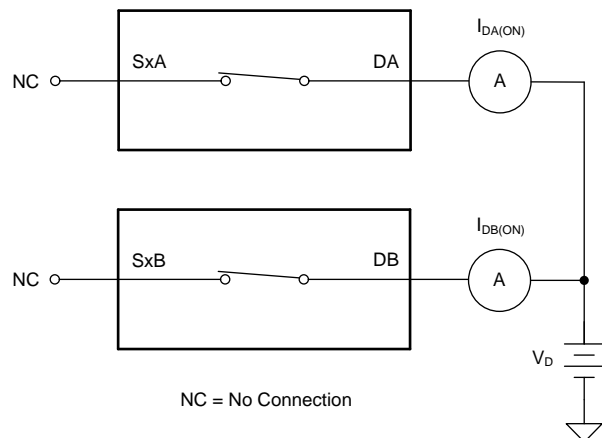 I_DA(ON)
SxA DA
NC A
I_DB(ON)
SxB DB
NC A
V_D
NC = No Connection